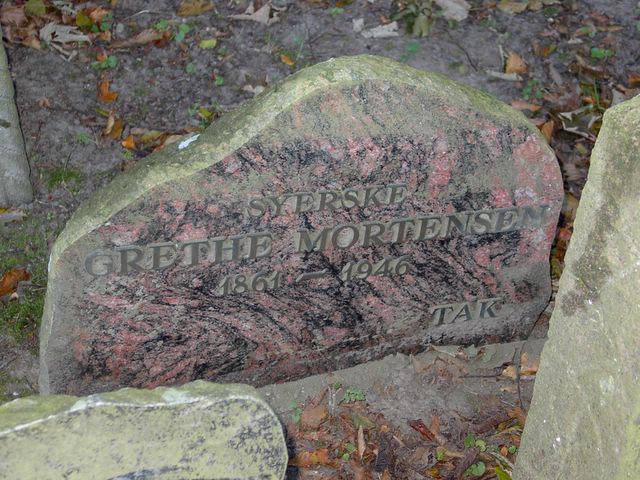 SYERSKE
GRETHE MORTENSEN
1861 – 1946
TAK